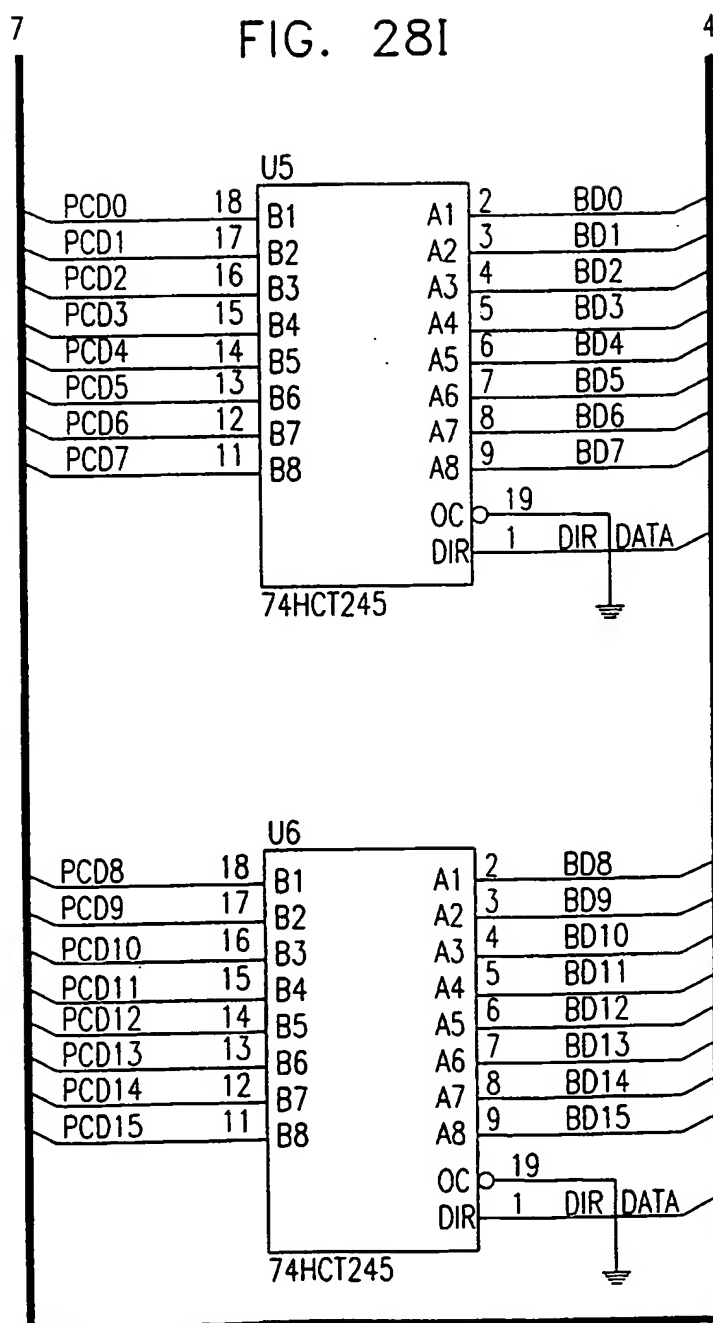 7 FIG. 28I 4
U5
PCD0 18 B1 A1 2 BD0
PCD1 17 B2 A2 3 BD1
PCD2 16 B3 A3 4 BD2
PCD3 15 B4 A4 5 BD3
PCD4 14 B5 A5 6 BD4
PCD5 13 B6 A6 7 BD5
PCD6 12 B7 A7 8 BD6
PCD7 11 B8 A8 9 BD7
OC 19
DIR 1 DIR DATA
74HCT245
U6
PCD8 18 B1 A1 2 BD8
PCD9 17 B2 A2 3 BD9
PCD10 16 B3 A3 4 BD10
PCD11 15 B4 A4 5 BD11
PCD12 14 B5 A5 6 BD12
PCD13 13 B6 A6 7 BD13
PCD14 12 B7 A7 8 BD14
PCD15 11 B8 A8 9 BD15
OC 19
DIR 1 DIR DATA
74HCT245